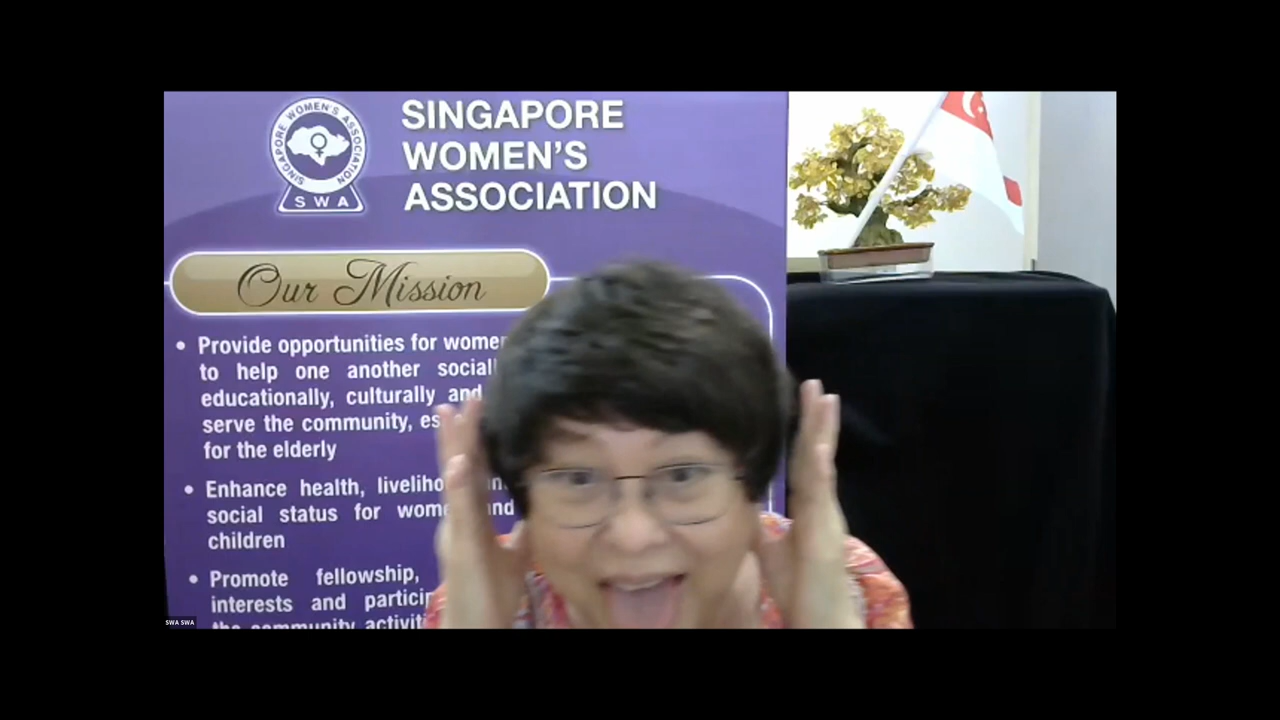 SINGAPORE WOMEN'S ASSOCIATION
SWA
SINGAPORE
WOMEN'S
ASSOCIATION
Our Mission
• Provide opportunities for women
to help one another
educationally, culturally and
serve the community,
for the elderly
• Enhance health,
social status for
children
• Promote fellowship,
interests and
the community
SWA SWA